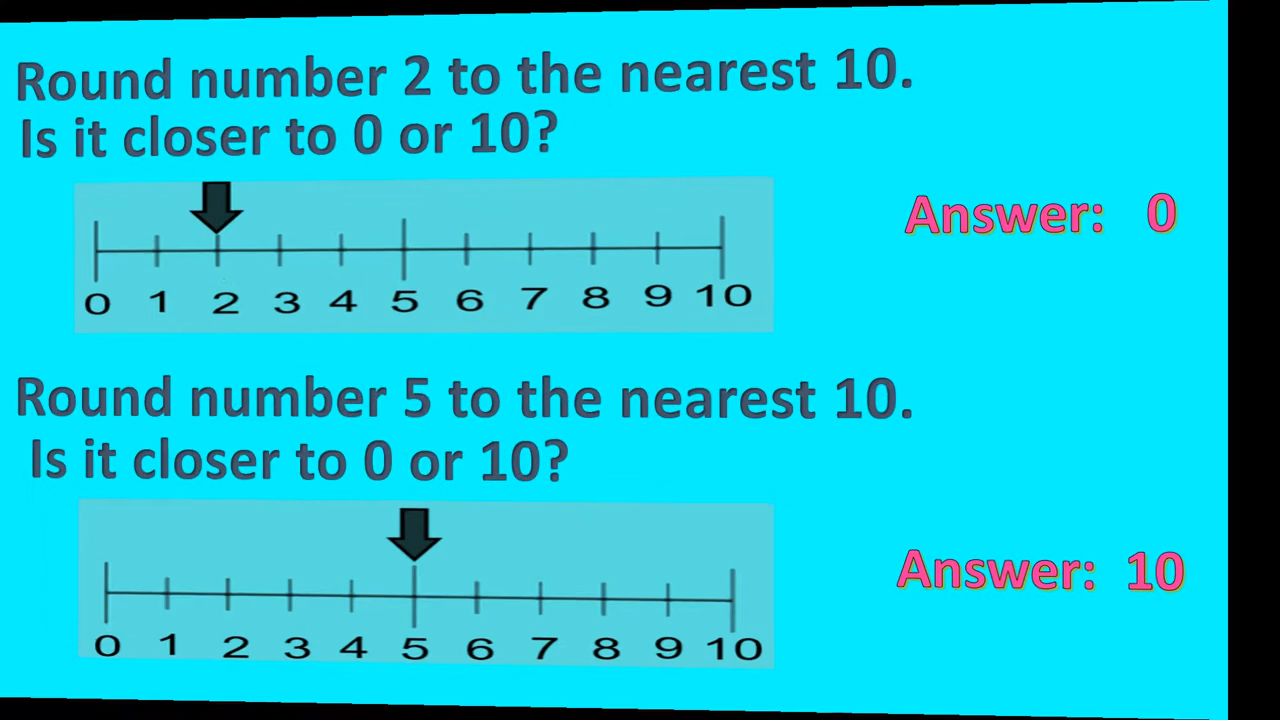 Round number 2 to the nearest 10.
Is it closer to 0 or 10?
Answer: 0
0 1 2 3 4 5 6 7 8 9 10
Round number 5 to the nearest 10.
Is it closer to 0 or 10?
Answer: 10
0 1 2 3 4 5 6 7 8 9 10